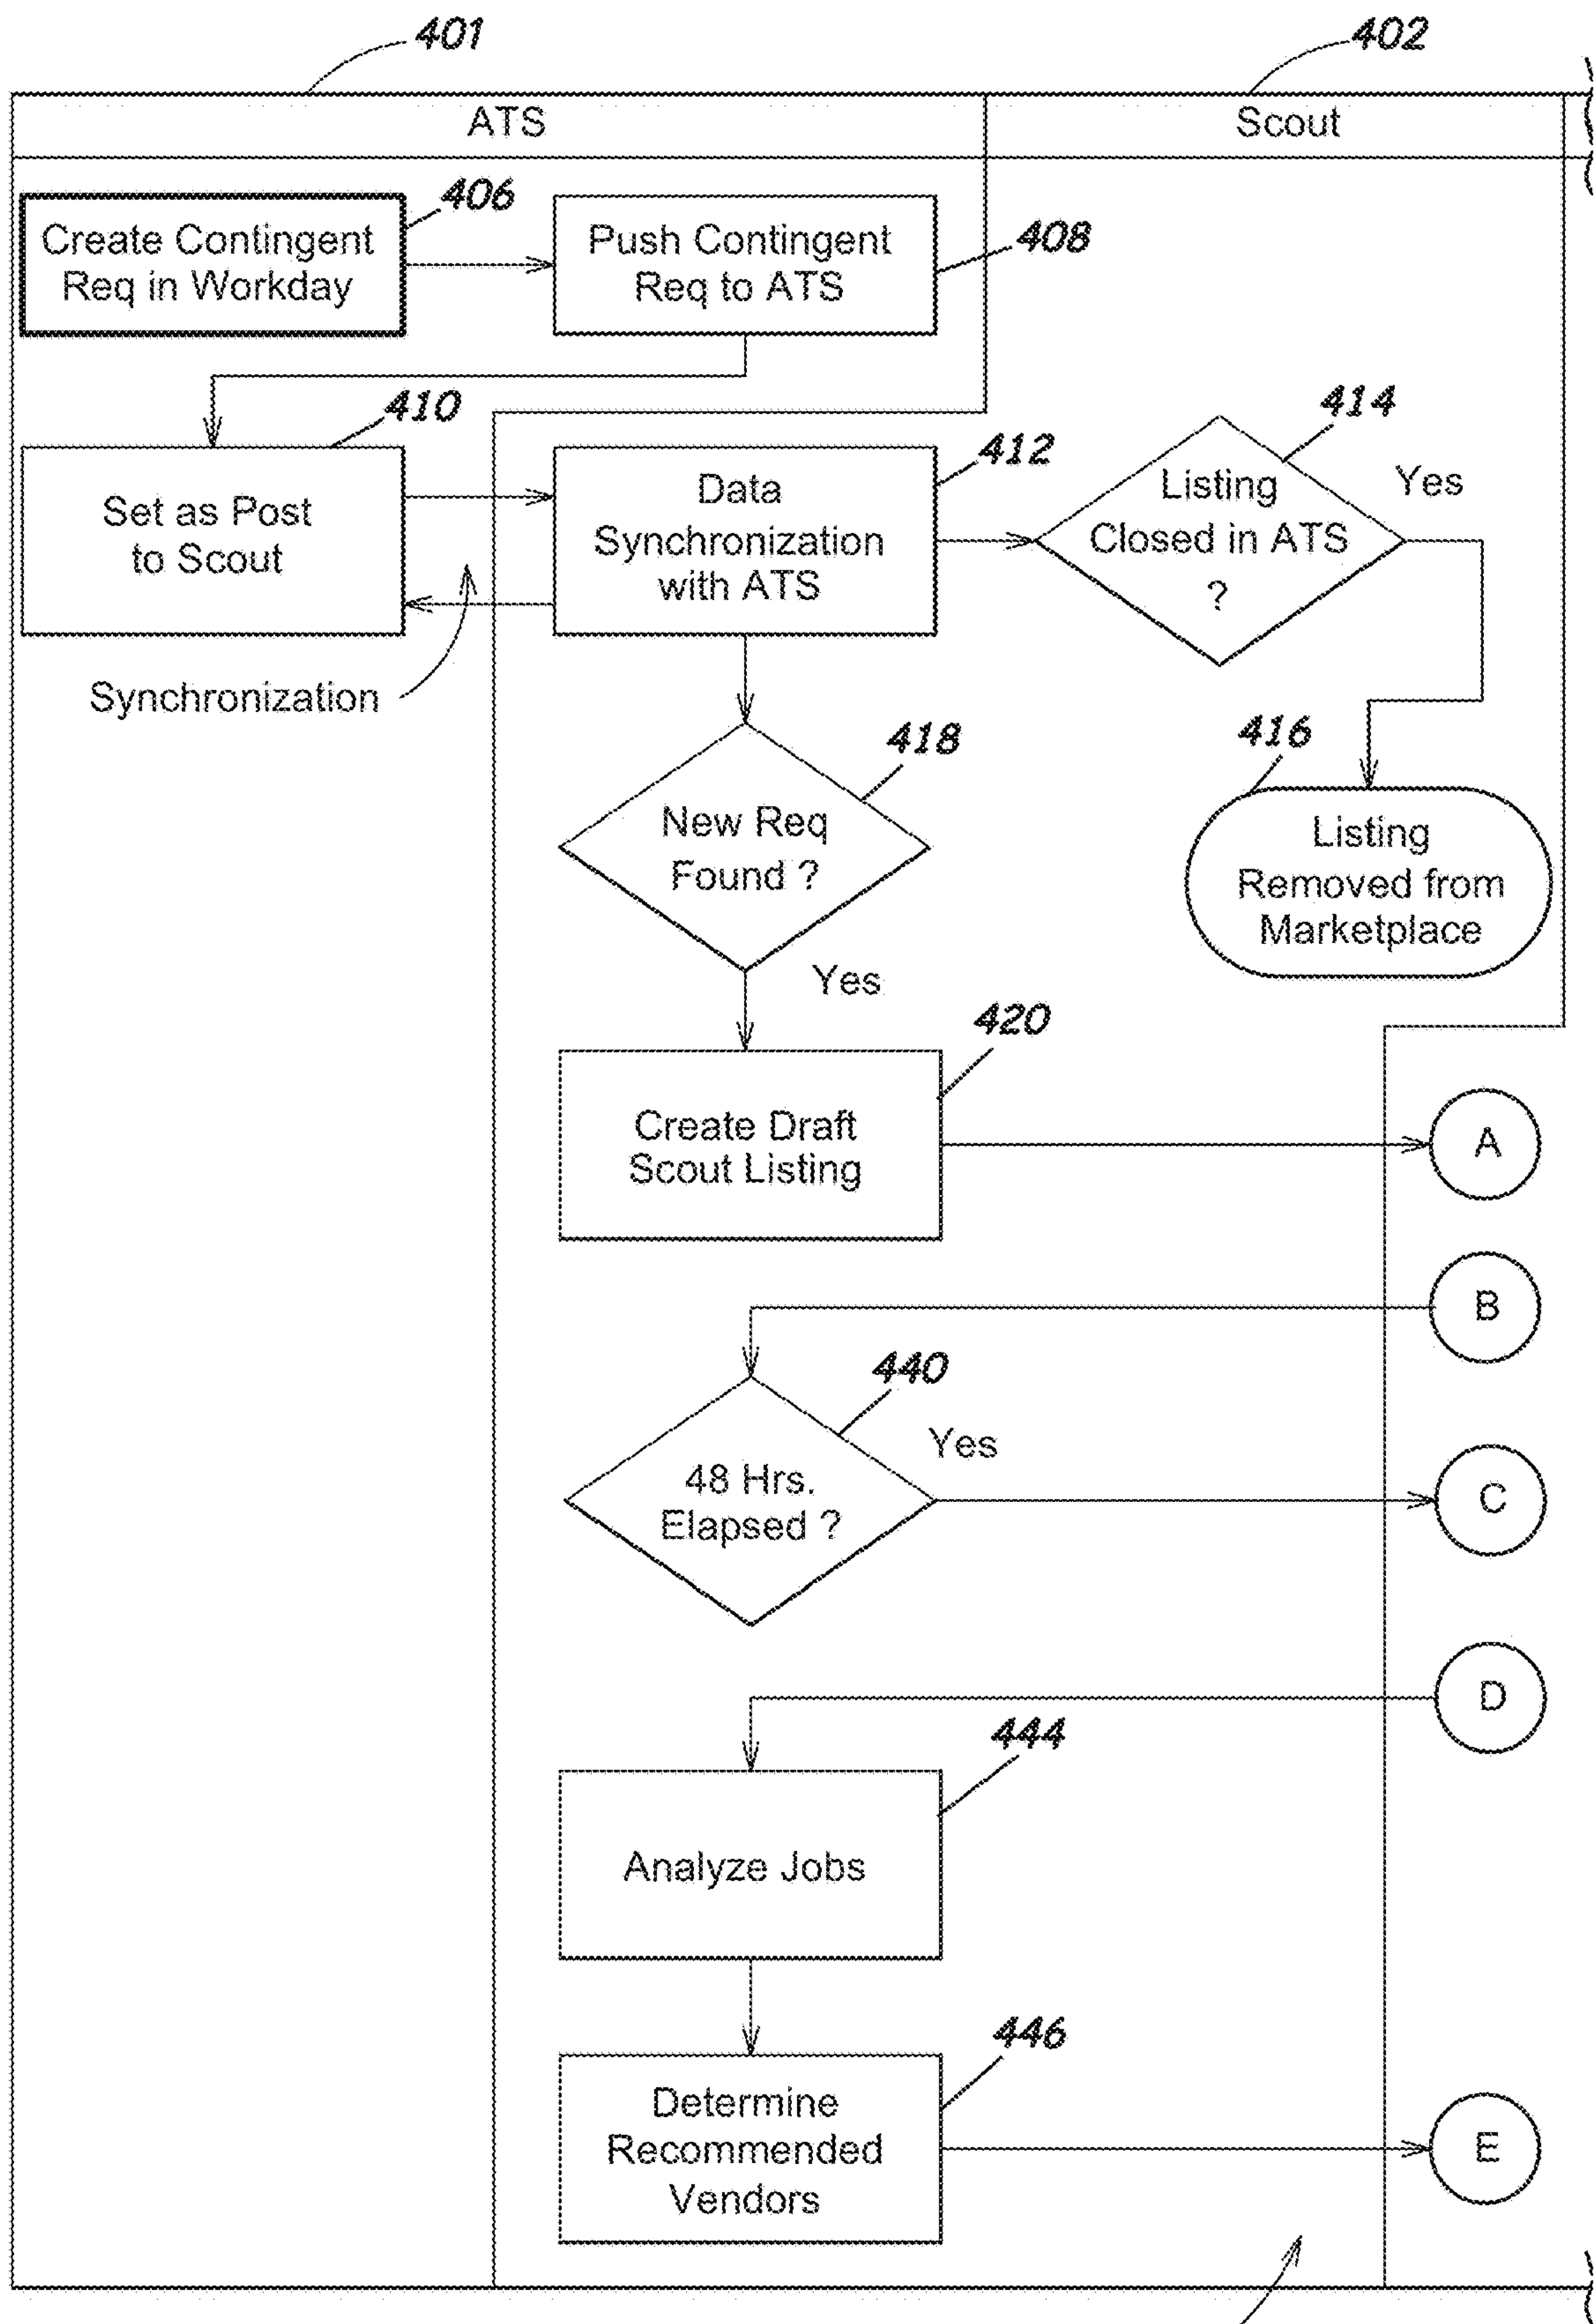 401
402
ATS
Scout
406
Create Contingent
Req in Workday
Push Contingent
Req to ATS
408
410
Set as Post
to Scout
412
Data
Synchronization
with ATS
414
Listing
Closed in ATS
?
Yes
Synchronization
416
Listing
Removed from
Marketplace
418
New Req
Found ?
Yes
420
Create Draft
Scout Listing
A
B
440
48 Hrs.
Elapsed ?
Yes
C
D
444
Analyze Jobs
446
Determine
Recommended
Vendors
E